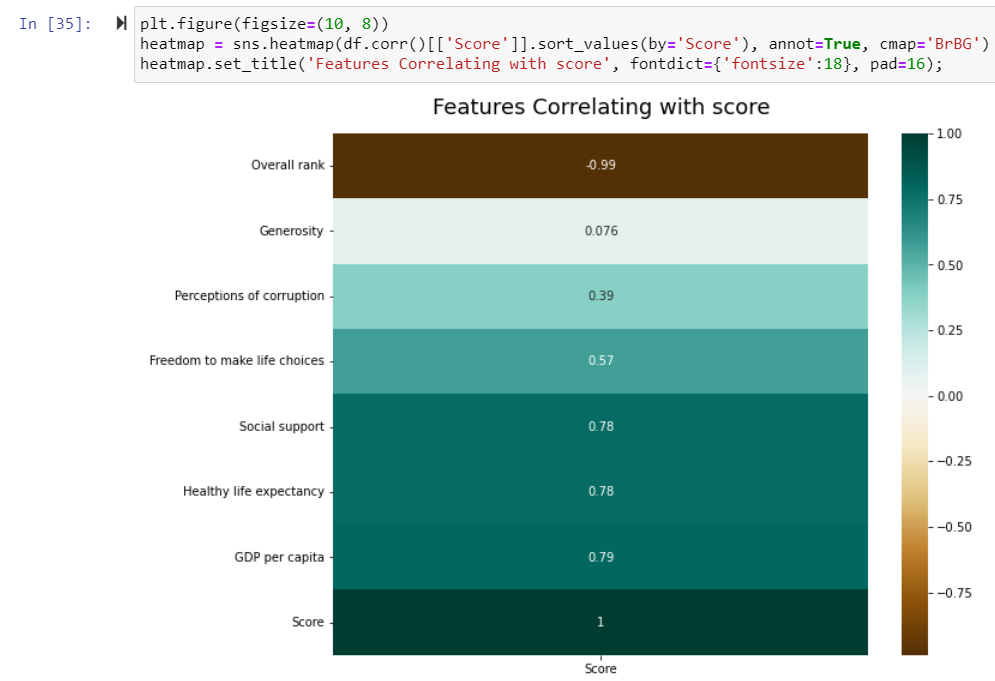 In [35]:
plt.figure(figsize=(10, 8))
heatmap = sns.heatmap(df.corr()[['Score']].sort_values(by='Score'), annot=True, cmap='BrBG')
heatmap.set_title('Features Correlating with score', fontdict={'fontsize':18}, pad=16);
Features Correlating with score
Overall rank -0.99
Generosity 0.076
Perceptions of corruption 0.39
Freedom to make life choices 0.57
Social support 0.78
Healthy life expectancy 0.78
GDP per capita 0.79
Score 1
Score
1.00
0.75
0.50
0.25
0.00
−0.25
−0.50
−0.75